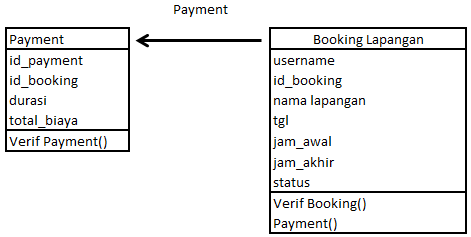 Payment
Payment
id_payment
id_booking
durasi
total_biaya
Verif Payment()
Booking Lapangan
username
id_booking
nama lapangan
tgl
jam_awal
jam_akhir
status
Verif Booking()
Payment()